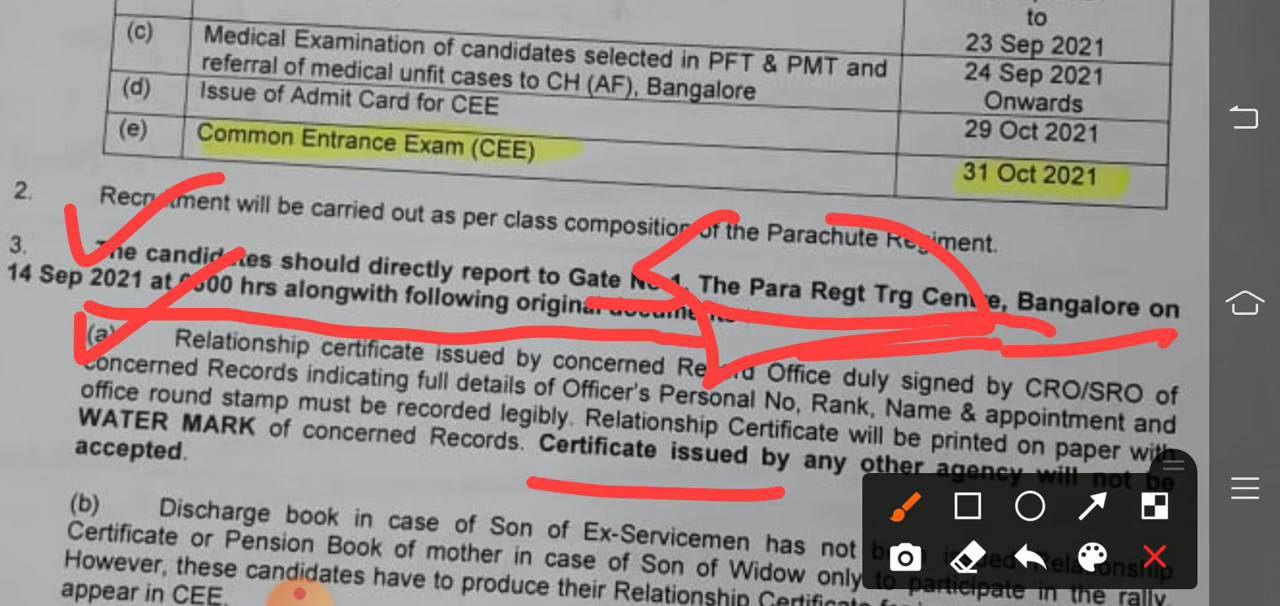 to
23 Sep 2021
(c) Medical Examination of candidates selected in PFT & PMT and
referral of medical unfit cases to CH (AF), Bangalore
24 Sep 2021
Onwards
(d) Issue of Admit Card for CEE
29 Oct 2021
(e) Common Entrance Exam (CEE)
31 Oct 2021
2. Recruitment will be carried out as per class composition of the Parachute Regiment.
3. The candidates should directly report to Gate No 1, The Para Regt Trg Centre, Bangalore on
14 Sep 2021 at hrs alongwith following original
(a) Relationship certificate issued by concerned Record Office duly signed by CRO/SRO of
concerned Records indicating full details of Officer's Personal No, Rank, Name & appointment and
office round stamp must be recorded legibly. Relationship Certificate will be printed on paper with
WATER MARK of concerned Records. Certificate issued by any other agency will not be
accepted.
(b) Discharge book in case of Son of Ex-Servicemen has not Relationship
Certificate or Pension Book of mother in case of Son of Widow only to participate in the rally.
However, these candidates have to produce their Relationship Certificate
appear in CEE.